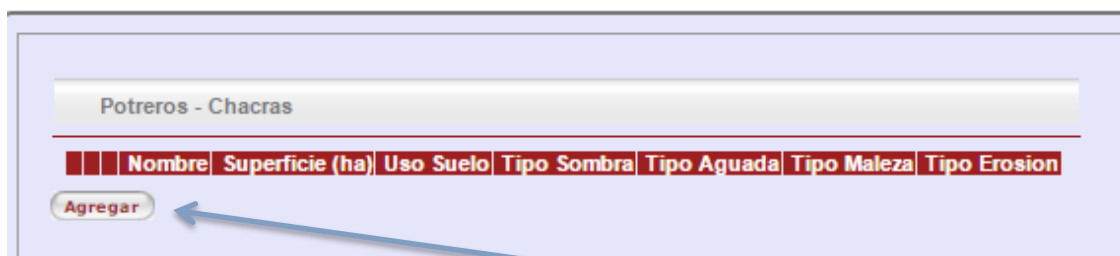 Potreros - Chacras
Nombre Superficie (ha) Uso Suelo Tipo Sombra Tipo Aguada Tipo Maleza Tipo Erosion
Agregar